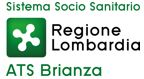 Sistema Socio Sanitario
Regione
Lombardia
ATS Brianza